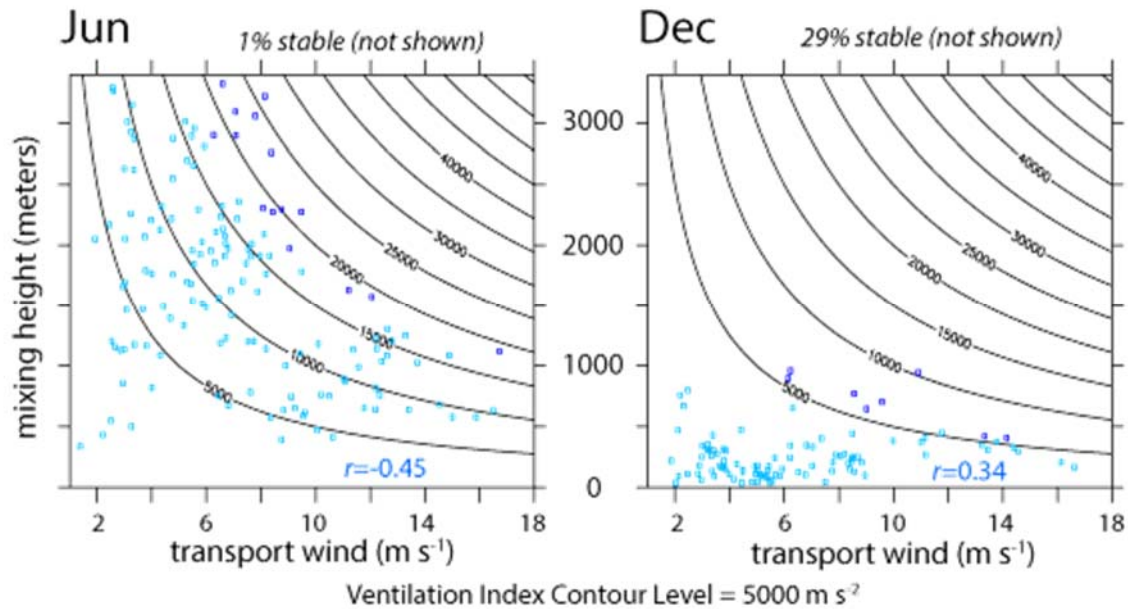 Jun
1% stable (not shown)
Dec
29% stable (not shown)
mixing height (meters)
3000
2000
1000
0
40000
30000
25000
20000
15000
10000
5000
r=-0.45
40000
30000
25000
20000
15000
10000
5000
r=0.34
2 6 10 14 18
2 6 10 14 18
transport wind (m s⁻¹)
transport wind (m s⁻¹)
Ventilation Index Contour Level = 5000 m s⁻²